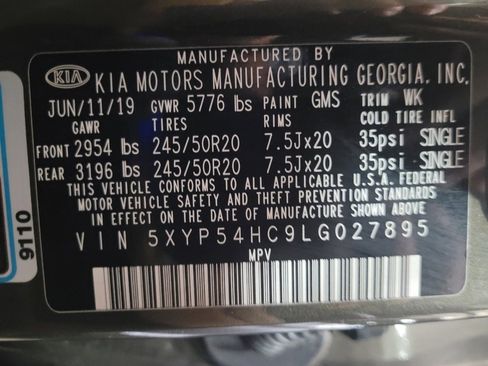 MANUFACTURED BY
KIA KIA MOTORS MANUFACTURING GEORGIA, INC.
JUN/11/19 GVWR 5776 lbs PAINT GMS TRIM WK
GAWR TIRES RIMS COLD TIRE INFL
FRONT 2954 lbs 245/50R20 7.5Jx20 35psi SINGLE
REAR 3196 lbs 245/50R20 7.5Jx20 35psi SINGLE
THIS VEHICLE CONFORMS TO ALL APPLICABLE U.S.A. FEDERAL
MOTOR VEHICLE SAFETY AND THEFT PREVENTION
STANDARDS IN EFFECT ON THE DATE OF MANUFACTURE SHOWN ABOVE.
VIN 5XYP54HC9LG027895
MPV
9110